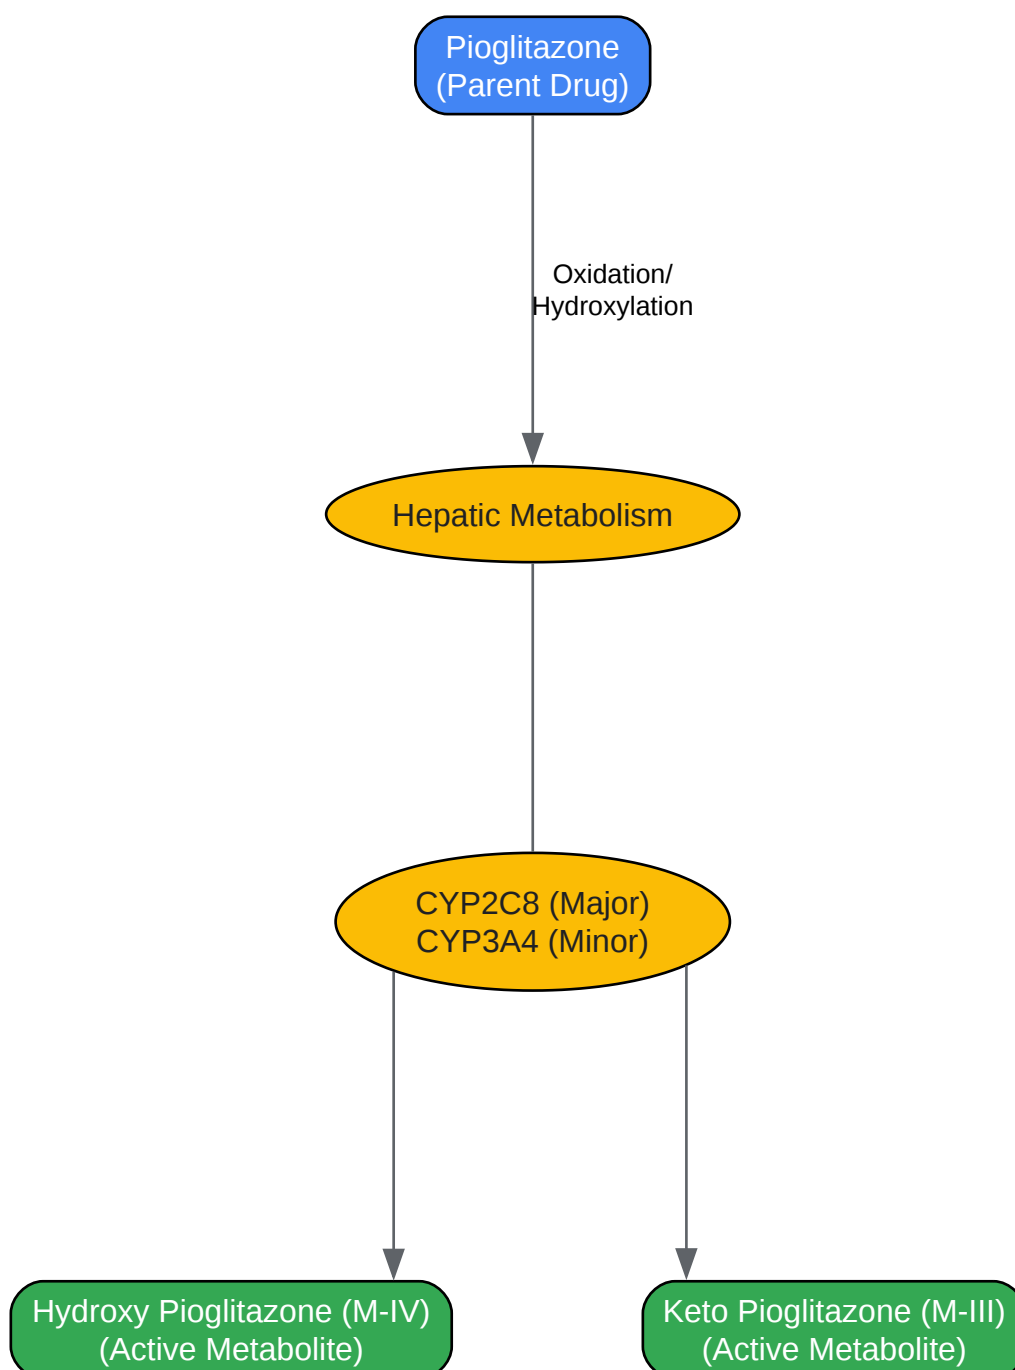 Pioglitazone
(Parent Drug)
Oxidation/
Hydroxylation
Hepatic Metabolism
CYP2C8 (Major)
CYP3A4 (Minor)
Hydroxy Pioglitazone (M-IV)
(Active Metabolite)
Keto Pioglitazone (M-III)
(Active Metabolite)